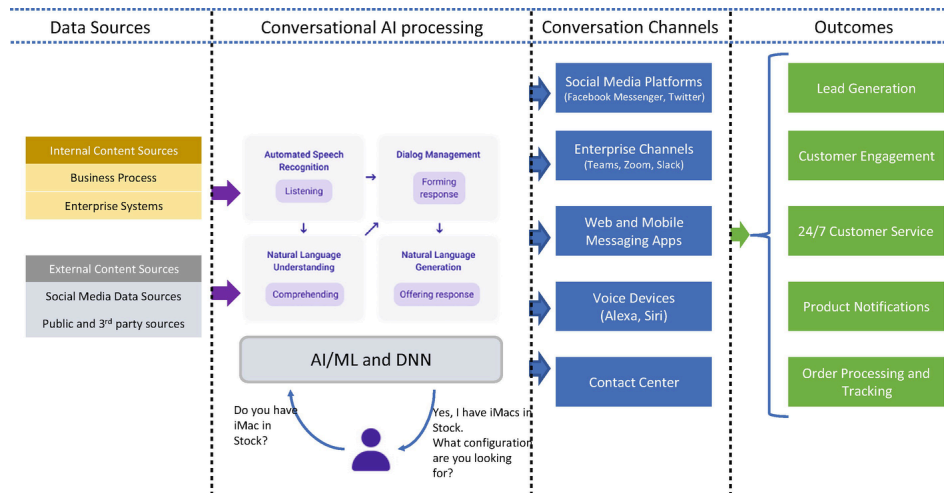 Data Sources
Conversational AI processing
Conversation Channels
Outcomes
Internal Content Sources
Business Process
Enterprise Systems
External Content Sources
Social Media Data Sources
Public and 3rd party sources
Automated Speech
Recognition
Listening
Dialog Management
Forming
response
Natural Language
Understanding
Comprehending
Natural Language
Generation
Offering response
AI/ML and DNN
Do you have
iMac in
Stock?
Yes, I have iMacs in
Stock.
What configuration
are you looking
for?
Social Media Platforms
(Facebook Messenger, Twitter)
Enterprise Channels
(Teams, Zoom, Slack)
Web and Mobile
Messaging Apps
Voice Devices
(Alexa, Siri)
Contact Center
Lead Generation
Customer Engagement
24/7 Customer Service
Product Notifications
Order Processing and
Tracking